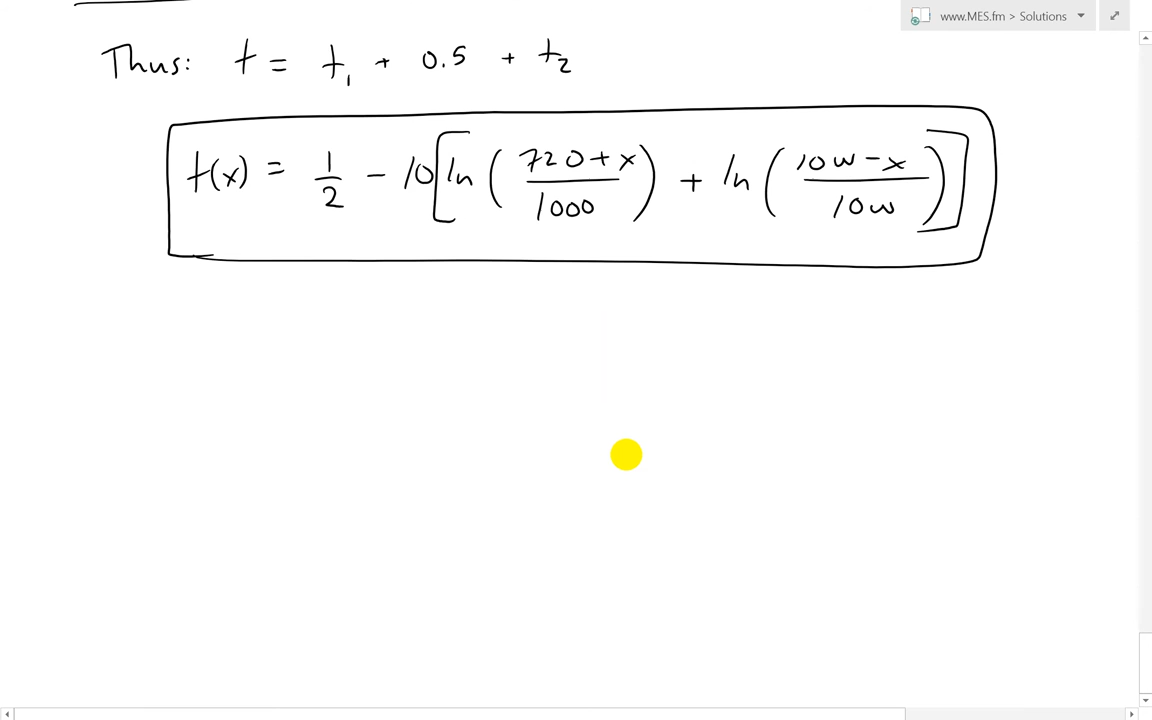 www.MES.fm > Solutions
Thus: t = t₁ + 0.5 + t₂
t(x) = 1/2 - 10[ln(720+x/1000) + ln(10w-x/10w)]